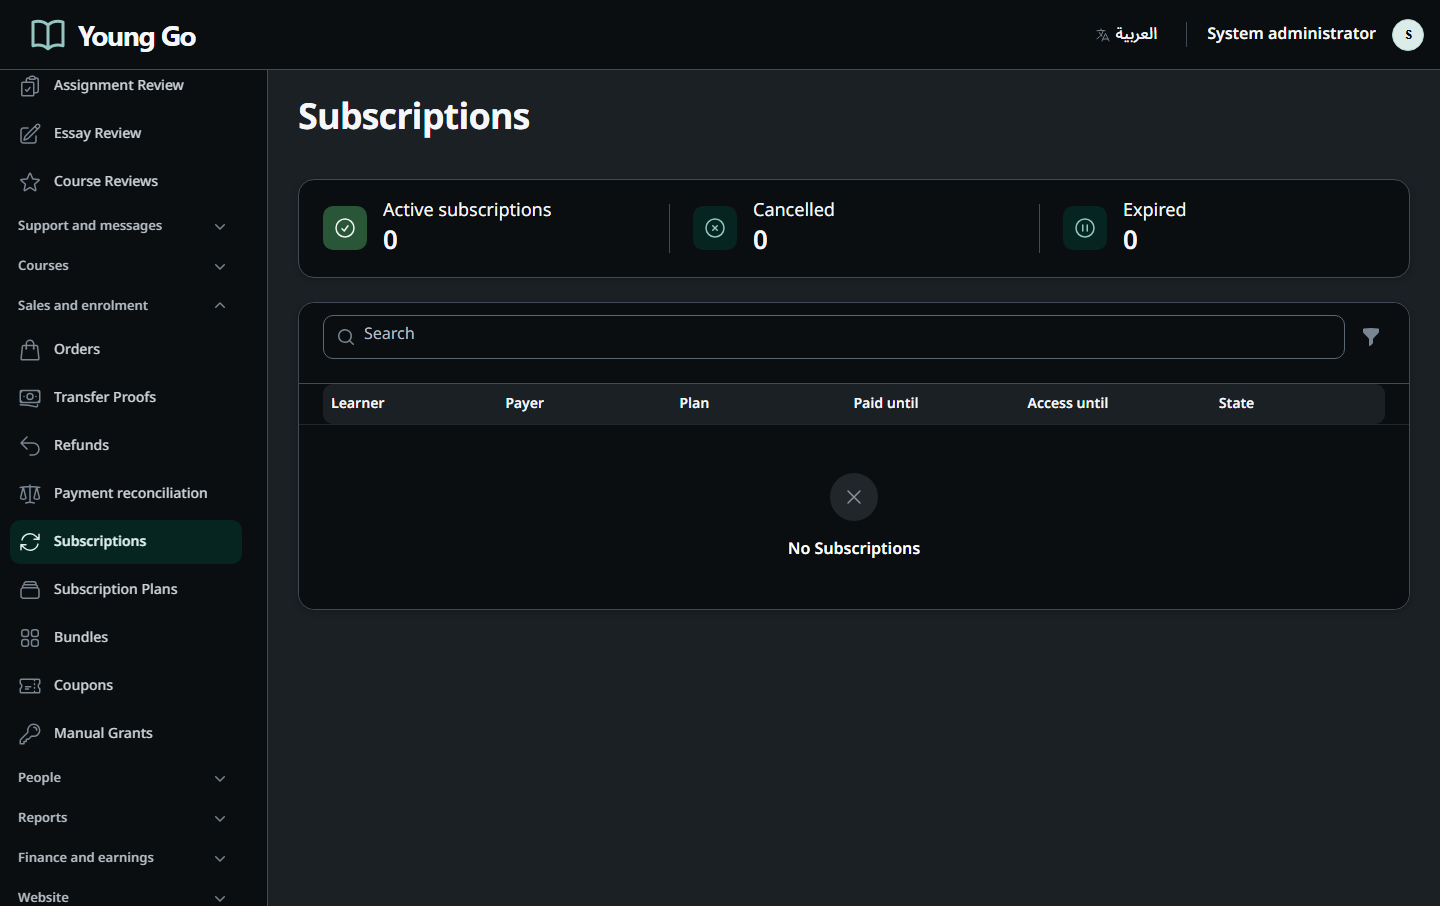 Young Go
العربية
System administrator
S
Assignment Review
Essay Review
Course Reviews
Support and messages
Courses
Sales and enrolment
Orders
Transfer Proofs
Refunds
Payment reconciliation
Subscriptions
Subscription Plans
Bundles
Coupons
Manual Grants
People
Reports
Finance and earnings
Website
Subscriptions
Active subscriptions
0
Cancelled
0
Expired
0
Search
Learner Payer Plan Paid until Access until State
No Subscriptions